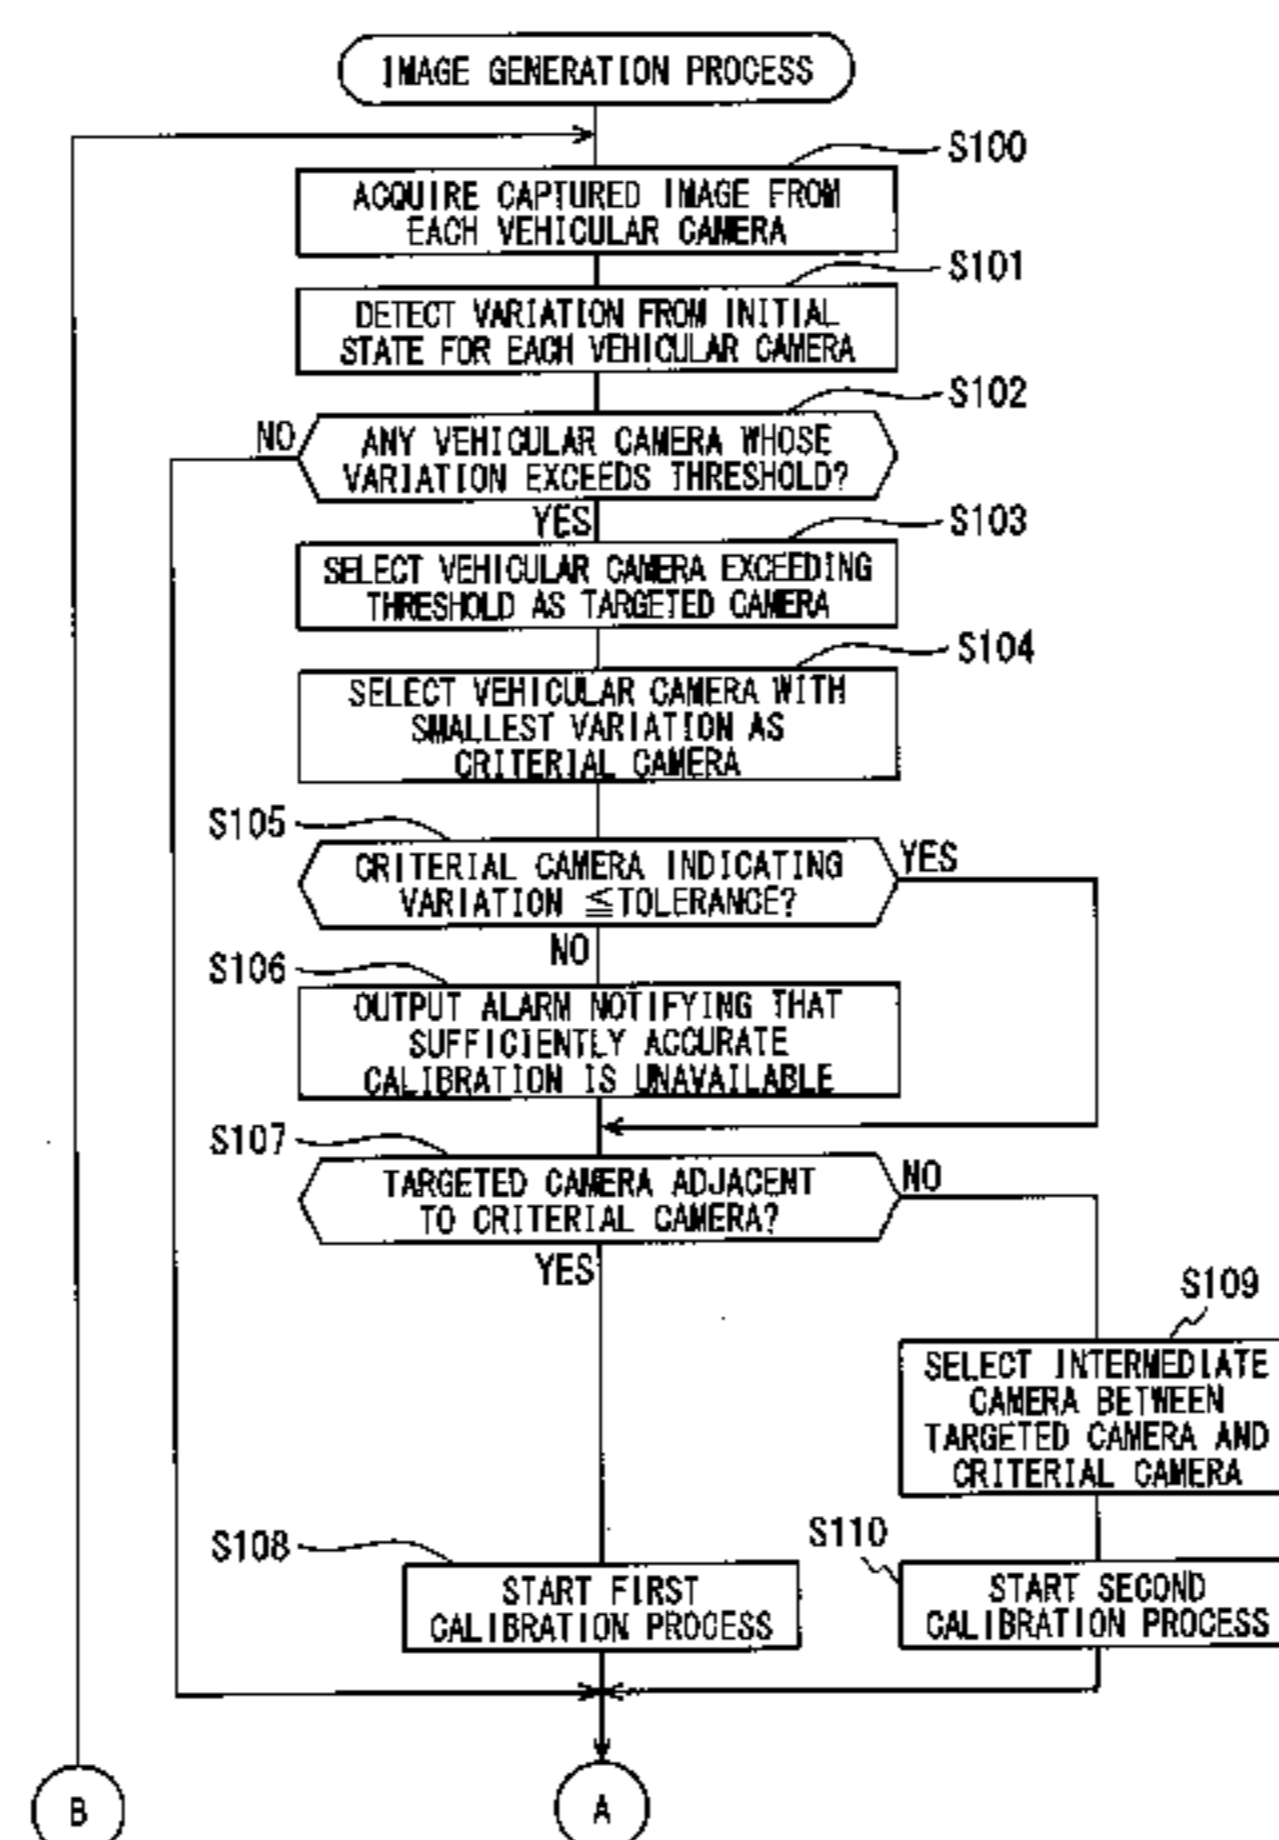 IMAGE GENERATION PROCESS
S100
ACQUIRE CAPTURED IMAGE FROM
EACH VEHICULAR CAMERA
S101
DETECT VARIATION FROM INITIAL
STATE FOR EACH VEHICULAR CAMERA
S102
NO
ANY VEHICULAR CAMERA WHOSE
VARIATION EXCEEDS THRESHOLD?
YES
S103
SELECT VEHICULAR CAMERA EXCEEDING
THRESHOLD AS TARGETED CAMERA
S104
SELECT VEHICULAR CAMERA WITH
SMALLEST VARIATION AS
CRITERIAL CAMERA
S105
CRITERIAL CAMERA INDICATING
VARIATION ≦TOLERANCE?
YES
NO
S106
OUTPUT ALARM NOTIFYING THAT
SUFFICIENTLY ACCURATE
CALIBRATION IS UNAVAILABLE
S107
TARGETED CAMERA ADJACENT
TO CRITERIAL CAMERA?
NO
YES
S109
SELECT INTERMEDIATE
CAMERA BETWEEN
TARGETED CAMERA AND
CRITERIAL CAMERA
S108
START FIRST
CALIBRATION PROCESS
S110
START SECOND
CALIBRATION PROCESS
B
A